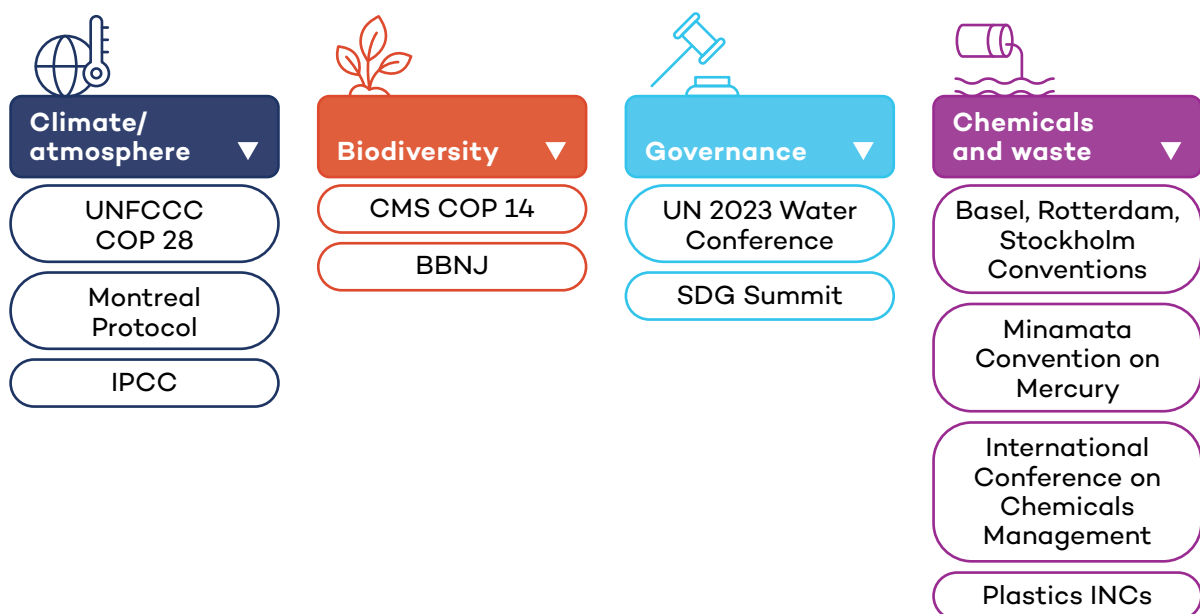 Climate/
atmosphere
UNFCCC
COP 28
Montreal
Protocol
IPCC
Biodiversity
CMS COP 14
BBNJ
Governance
UN 2023 Water
Conference
SDG Summit
Chemicals
and waste
Basel, Rotterdam,
Stockholm
Conventions
Minamata
Convention on
Mercury
International
Conference on
Chemicals
Management
Plastics INCs